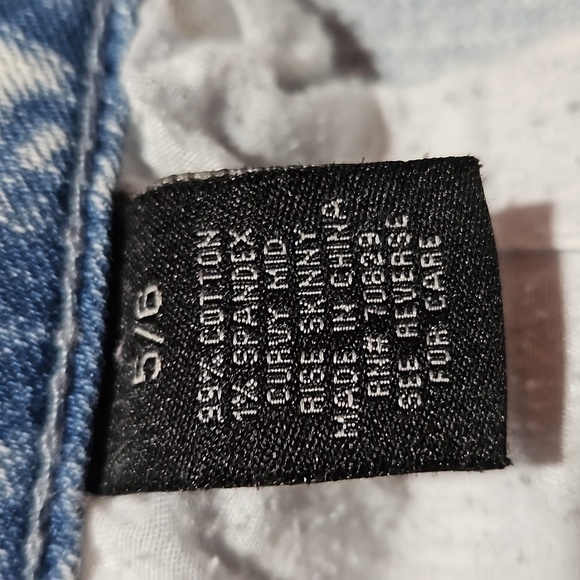 5/6
99% COTTON
1% SPANDEX
CURVY MID
RISE SKINNY
MADE IN CHINA
RN# 70829
SEE REVERSE
FOR CARE